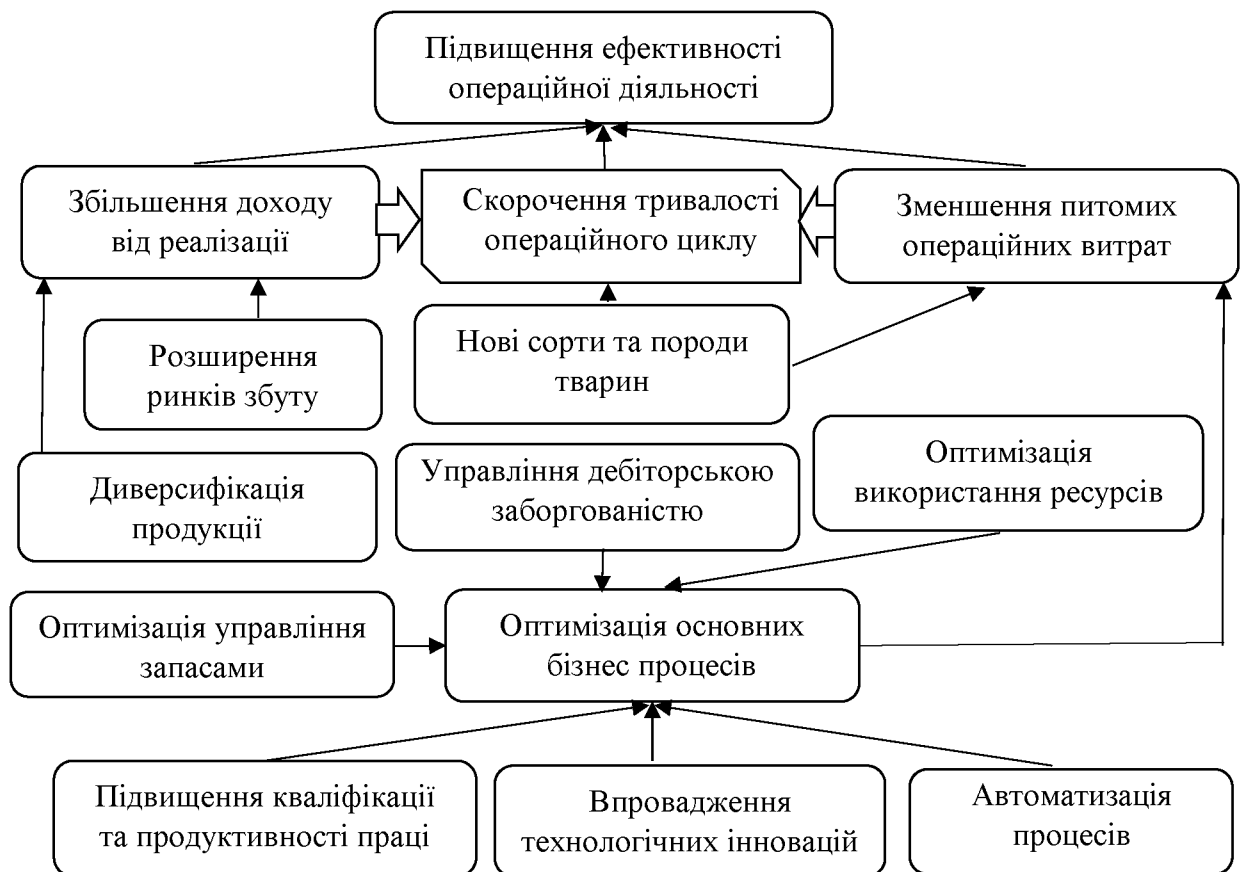 Підвищення ефективності
операційної діяльності
Збільшення доходу
від реалізації
Скорочення тривалості
операційного циклу
Зменшення питомих
операційних витрат
Розширення
ринків збуту
Нові сорти та породи
тварин
Диверсифікація
продукції
Управління дебіторською
заборгованістю
Оптимізація
використання ресурсів
Оптимізація управління
запасами
Оптимізація основних
бізнес процесів
Підвищення кваліфікації
та продуктивності праці
Впровадження
технологічних інновацій
Автоматизація
процесів